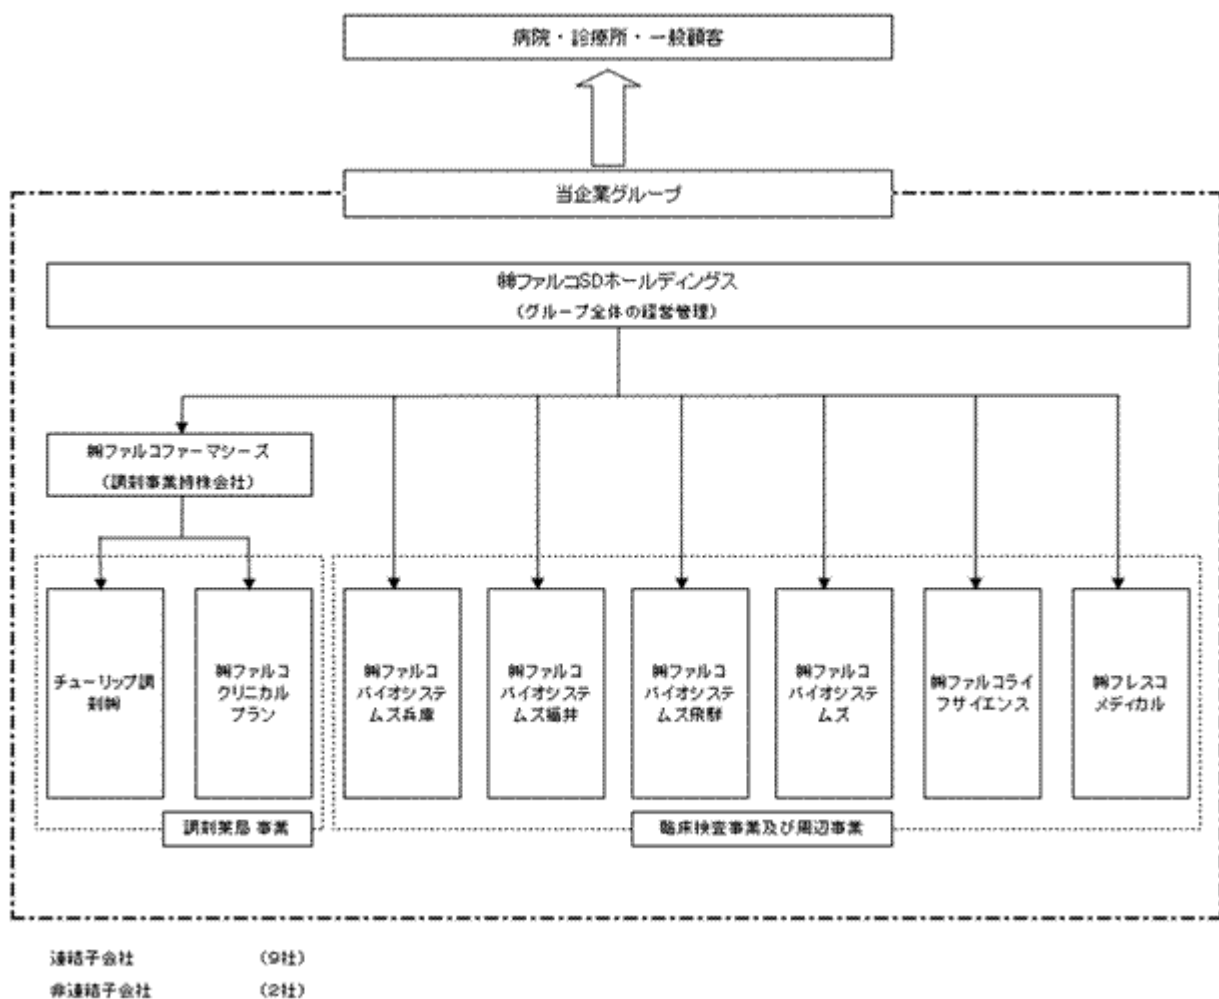 病院・診療所・一般顧客
当企業グループ
㈱ファルコSDホールディングス
(グループ全体の経営管理)
㈱ファルコファーマシーズ
(調剤事業持株会社)
チューリップ調
剤㈱
㈱ファルコ
クリニカル
プラン
㈱ファルコ
バイオシステ
ムズ兵庫
㈱ファルコ
バイオシステ
ムズ福井
㈱ファルコ
バイオシステ
ムズ飛騨
㈱ファルコ
バイオシステ
ムズ
㈱ファルコライ
フサイエンス
㈱フレスコ
メディカル
調剤薬局事業
臨床検査事業及び周辺事業
連結子会社 (9社)
非連結子会社 (2社)